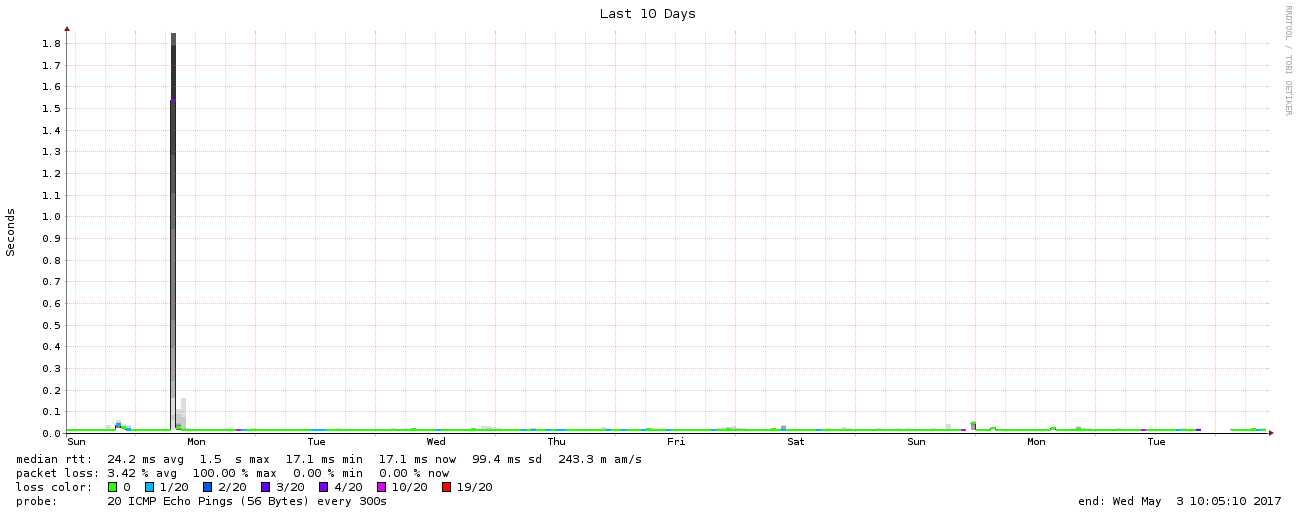 Last 10 Days
RRDTOOL / TOBI OETIKER
Seconds
1.8
1.7
1.6
1.5
1.4
1.3
1.2
1.1
1.0
0.9
0.8
0.7
0.6
0.5
0.4
0.3
0.2
0.1
0.0
Sun Mon Tue Wed Thu Fri Sat Sun Mon Tue
median rtt: 24.2 ms avg 1.5 s max 17.1 ms min 17.1 ms now 99.4 ms sd 243.3 m am/s
packet loss: 3.42 % avg 100.00 % max 0.00 % min 0.00 % now
loss color: 0 1/20 2/20 3/20 4/20 10/20 19/20
probe: 20 ICMP Echo Pings (56 Bytes) every 300s end: Wed May 3 10:05:10 2017